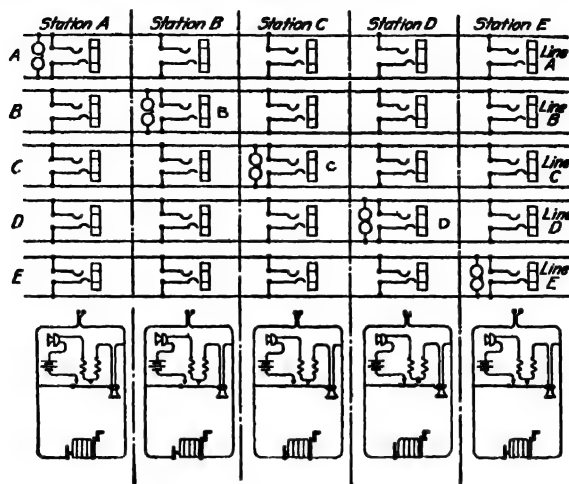 Station A Station B Station C Station D Station E
A Line A
B B Line B
C C Line C
D D Line D
E Line E